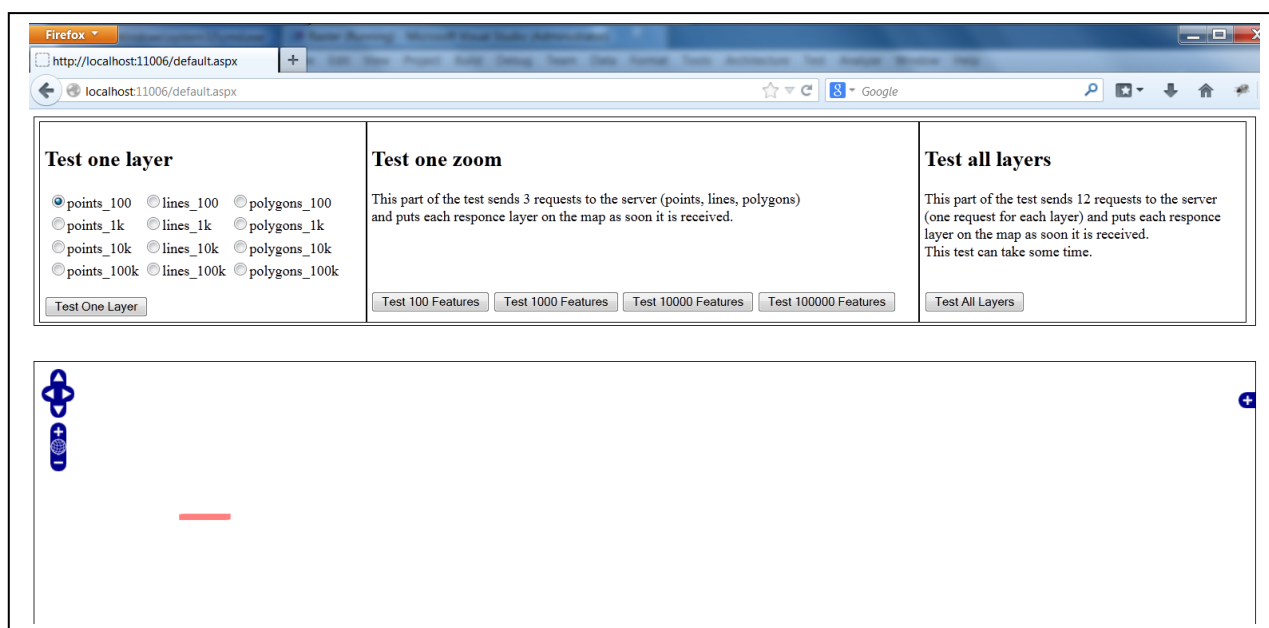 Firefox
http://localhost:11006/default.aspx
localhost:11006/default.aspx
Google
Test one layer
points_100 lines_100 polygons_100
points_1k lines_1k polygons_1k
points_10k lines_10k polygons_10k
points_100k lines_100k polygons_100k
Test One Layer
Test one zoom
This part of the test sends 3 requests to the server (points, lines, polygons)
and puts each responce layer on the map as soon it is received.
Test 100 Features Test 1000 Features Test 10000 Features Test 100000 Features
Test all layers
This part of the test sends 12 requests to the server
(one request for each layer) and puts each responce
layer on the map as soon it is received.
This test can take some time.
Test All Layers